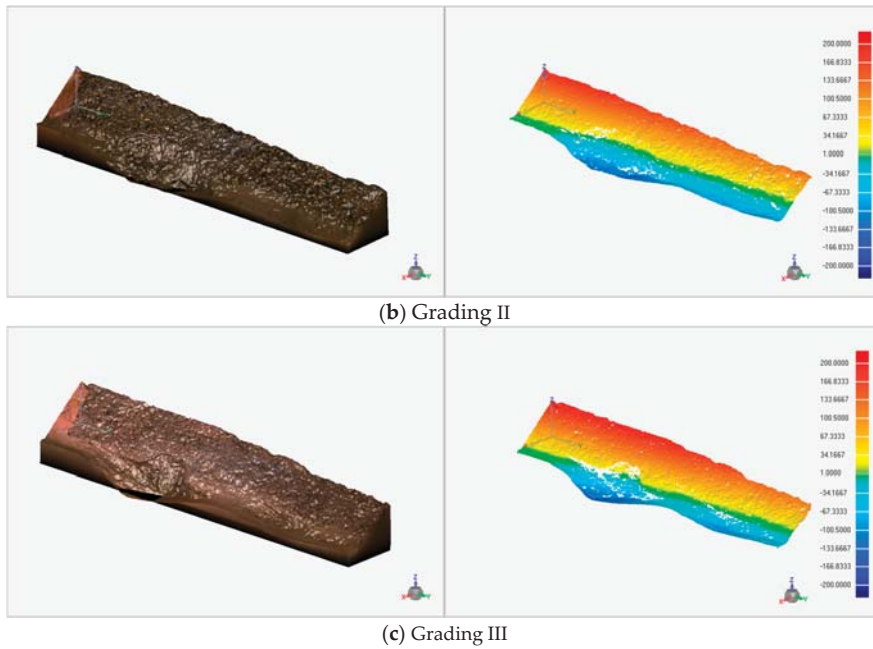 200.0000
166.8333
133.6667
100.5000
67.3333
34.1667
1.0000
-34.1667
-67.3333
-100.5000
-133.6667
-166.8333
-200.0000
Z
Z
X
Y
Z
X
Y
(b) Grading II
200.0000
166.8333
133.6667
100.5000
67.3333
34.1667
1.0000
-34.1667
-67.3333
-100.5000
-133.6667
-166.8333
-200.0000
Z
X
Y
Z
X
Y
(c) Grading III